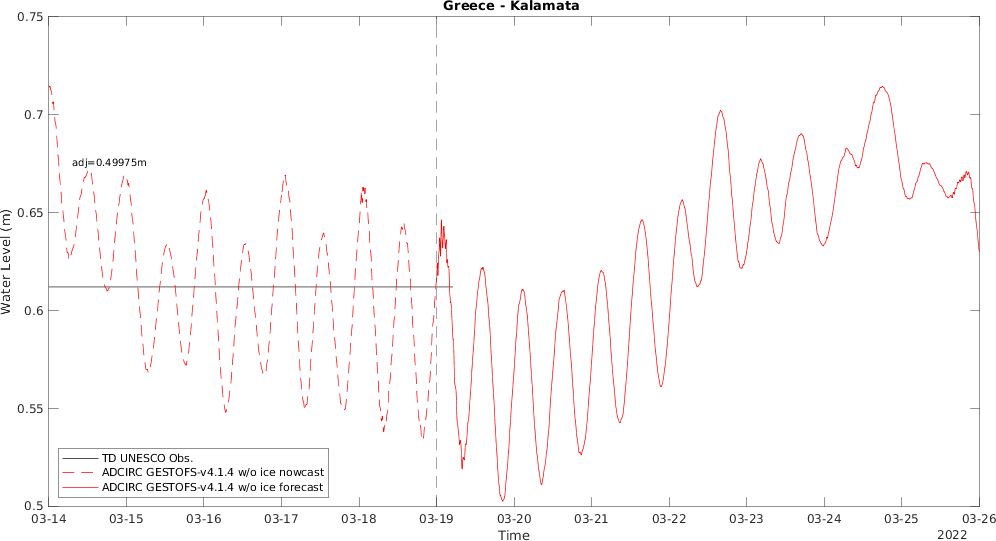 Greece - Kalamata
0.75
0.7
0.65
0.6
0.55
0.5
Water Level (m)
adj=0.49975m
TD UNESCO Obs.
ADCIRC GESTOFS-v4.1.4 w/o ice nowcast
ADCIRC GESTOFS-v4.1.4 w/o ice forecast
03-14 03-15 03-16 03-17 03-18 03-19 03-20 03-21 03-22 03-23 03-24 03-25 03-26
Time
2022